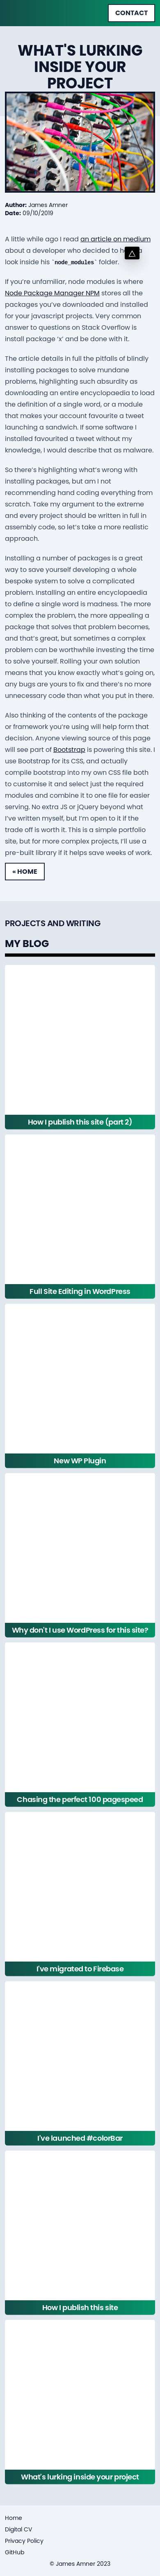 CONTACT
WHAT'S LURKING
INSIDE YOUR
PROJECT
Author: James Amner
Date: 09/10/2019
A little while ago I read an article on medium
about a developer who decided to have a
look inside his `node_modules` folder.
If you're unfamiliar, node modules is where
Node Package Manager NPM stores all the
packages you've downloaded and installed
for your javascript projects. Very common
answer to questions on Stack Overflow is
install package 'x' and be done with it.
The article details in full the pitfalls of blindly
installing packages to solve mundane
problems, highlighting such absurdity as
downloading an entire encyclopaedia to load
the definition of a single word, or a module
that makes your account favourite a tweet
launching a sandwich. If some software I
installed favourited a tweet without my
knowledge, I would describe that as malware.
So there's highlighting what's wrong with
installing packages, but am I not
recommending hard coding everything from
scratch. Take my argument to the extreme
and every project should be written in full in
assembly code, so let's take a more realistic
approach.
Installing a number of packages is a great
way to save yourself developing a whole
bespoke system to solve a complicated
problem. Installing an entire encyclopaedia
to define a single word is madness. The more
complex the problem, the more appealing a
package that solves that problem becomes,
and that's great, but sometimes a complex
problem can be worthwhile investing the time
to solve yourself. Rolling your own solution
means that you know exactly what's going on,
any bugs are yours to fix and there's no more
unnecessary code than what you put in there.
Also thinking of the contents of the package
or framework you're using will help form that
decision. Anyone viewing anyone of this page
will see part of Bootstrap is powering this site. I
use Bootstrap for its CSS, and actually
compile bootstrap into my own CSS file both
to customise it and select just the required
modules and combine it into one file for easier
serving. No extra JS or jQuery beyond what
I've written myself, but I'm open to it if the
trade off is worth it. This is a simple portfolio
site, but for more complex projects, I'll use a
pre-built library if it helps save weeks of work.
« HOME
PROJECTS AND WRITING
MY BLOG
How I publish this site (part 2)
Full Site Editing in WordPress
New WP Plugin
Why don't I use WordPress for this site?
Chasing the perfect 100 pagespeed
I've migrated to Firebase
I've launched #colorBar
How I publish this site
What's lurking inside your project
Home
Digital CV
Privacy Policy
GitHub
© James Amner 2023